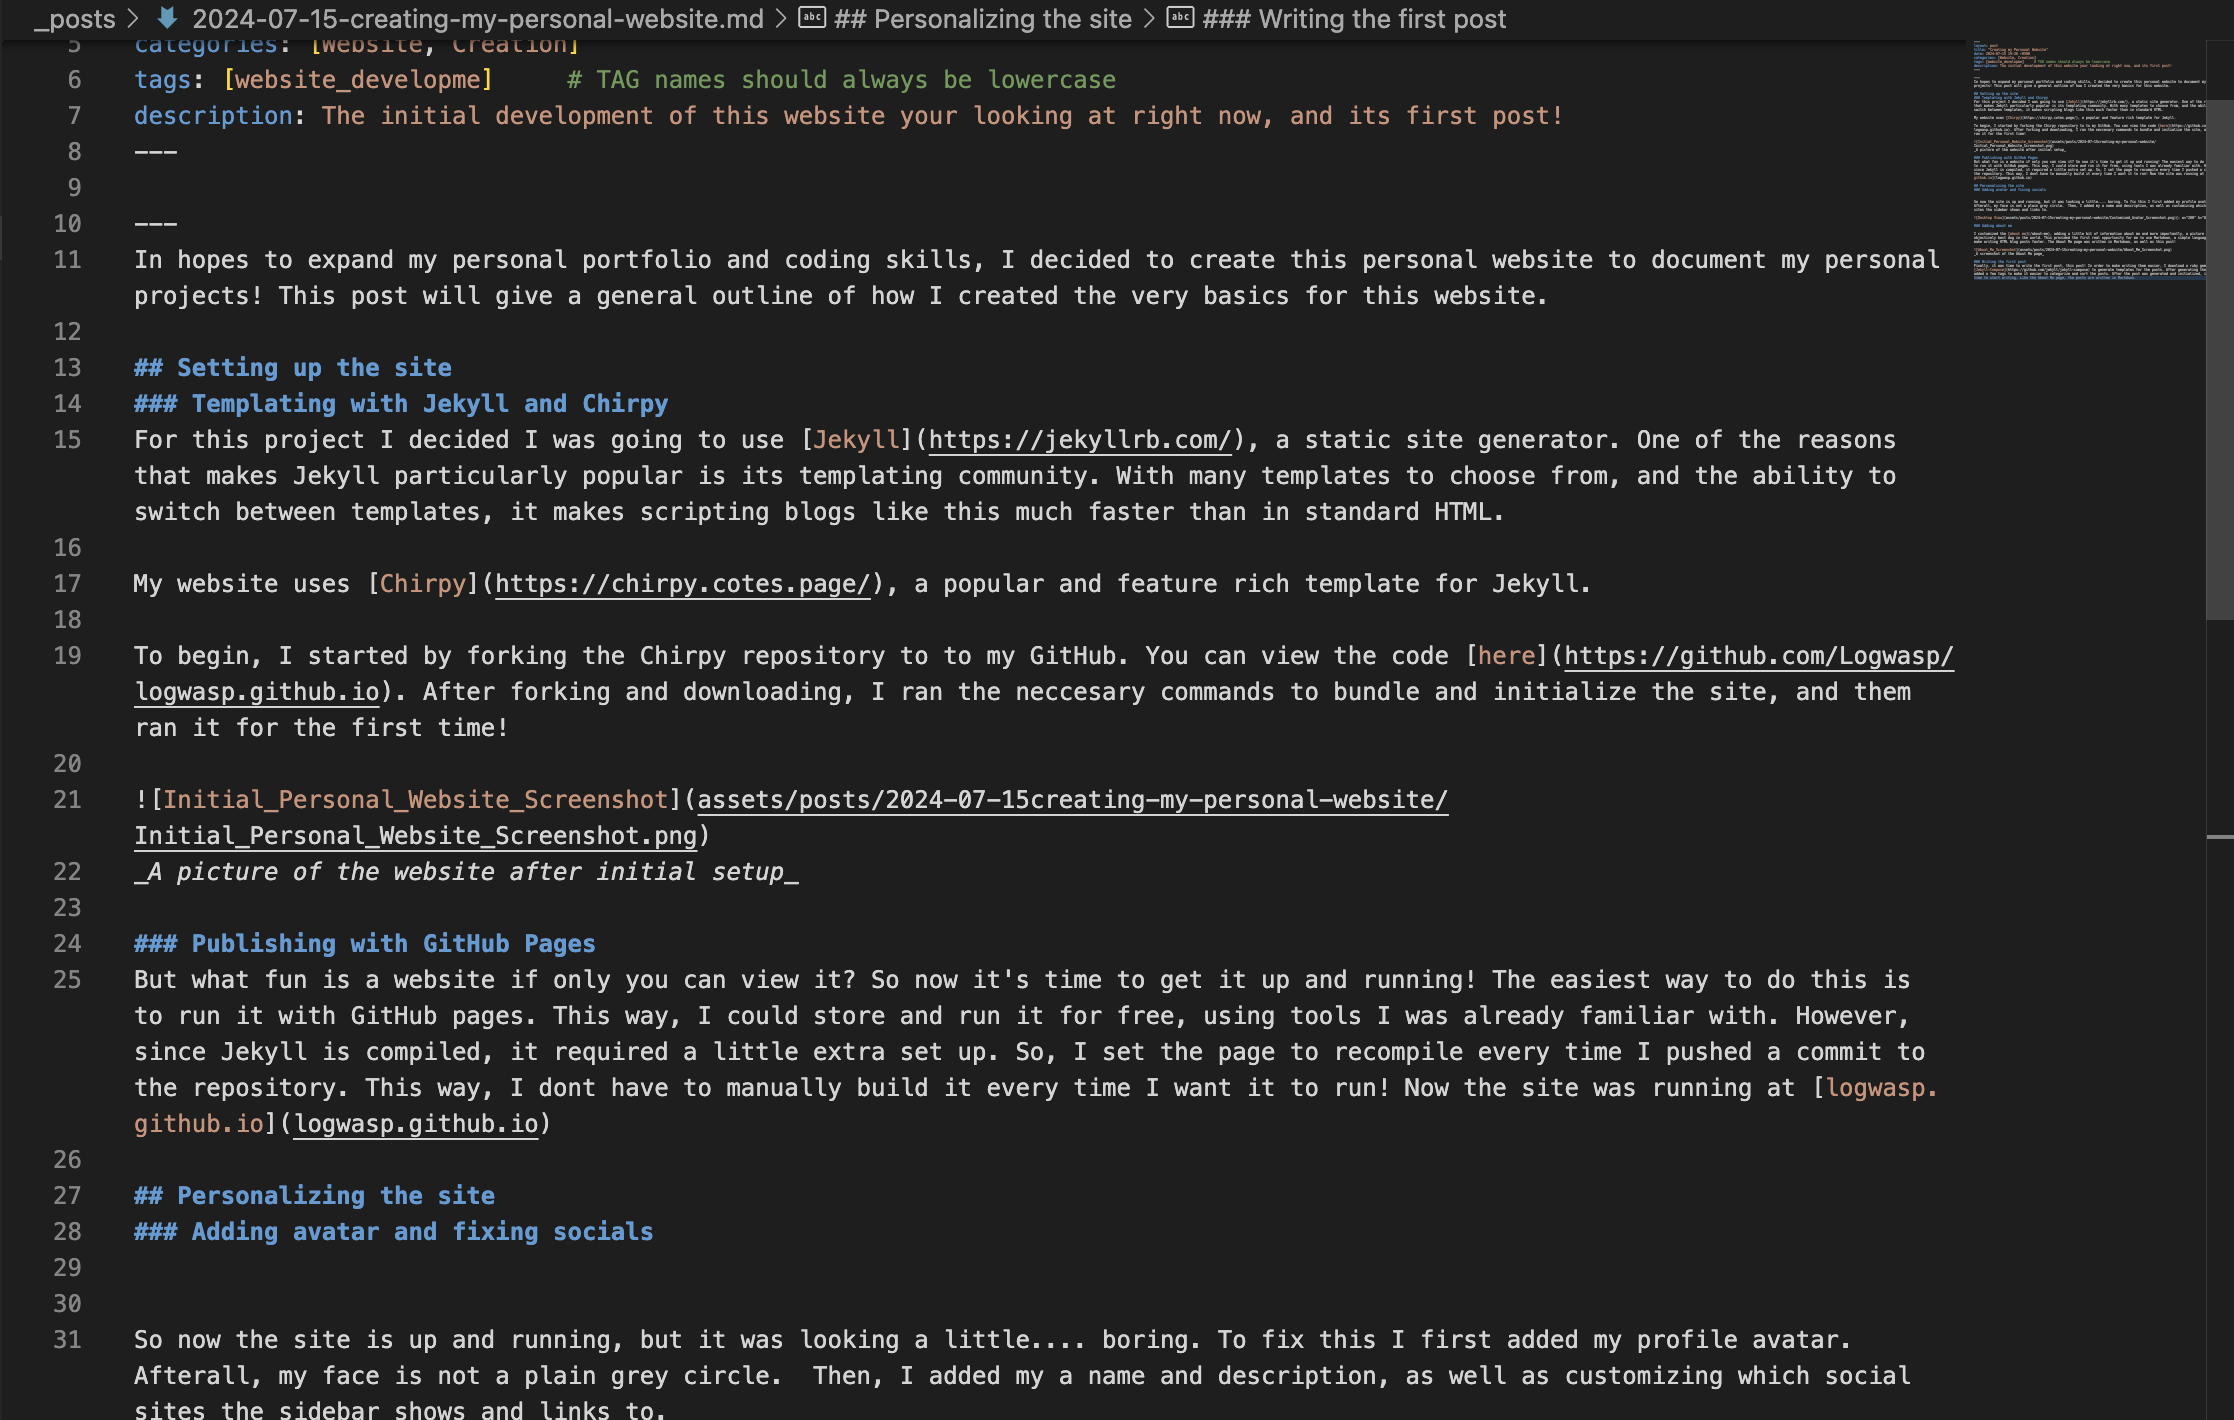 _posts > 2024-07-15-creating-my-personal-website.md > abc ## Personalizing the site > abc ### Writing the first post
5 categories: [Website, Creation]
6 tags: [website_developme] # TAG names should always be lowercase
7 description: The initial development of this website your looking at right now, and its first post!
8 ---
9
10 ---
11 In hopes to expand my personal portfolio and coding skills, I decided to create this personal website to document my personal
projects! This post will give a general outline of how I created the very basics for this website.
12
13 ## Setting up the site
14 ### Templating with Jekyll and Chirpy
15 For this project I decided I was going to use [Jekyll](https://jekyllrb.com/), a static site generator. One of the reasons
that makes Jekyll particularly popular is its templating community. With many templates to choose from, and the ability to
switch between templates, it makes scripting blogs like this much faster than in standard HTML.
16
17 My website uses [Chirpy](https://chirpy.cotes.page/), a popular and feature rich template for Jekyll.
18
19 To begin, I started by forking the Chirpy repository to to my GitHub. You can view the code [here](https://github.com/Logwasp/
logwasp.github.io). After forking and downloading, I ran the neccesary commands to bundle and initialize the site, and them
ran it for the first time!
20
21 ![Initial_Personal_Website_Screenshot](assets/posts/2024-07-15creating-my-personal-website/
Initial_Personal_Website_Screenshot.png)
22 _A picture of the website after initial setup_
23
24 ### Publishing with GitHub Pages
25 But what fun is a website if only you can view it? So now it's time to get it up and running! The easiest way to do this is
to run it with GitHub pages. This way, I could store and run it for free, using tools I was already familiar with. However,
since Jekyll is compiled, it required a little extra set up. So, I set the page to recompile every time I pushed a commit to
the repository. This way, I dont have to manually build it every time I want it to run! Now the site was running at [logwasp.
github.io](logwasp.github.io)
26
27 ## Personalizing the site
28 ### Adding avatar and fixing socials
29
30
31 So now the site is up and running, but it was looking a little.... boring. To fix this I first added my profile avatar.
Afterall, my face is not a plain grey circle.  Then, I added my a name and description, as well as customizing which social
sites the sidebar shows and links to.